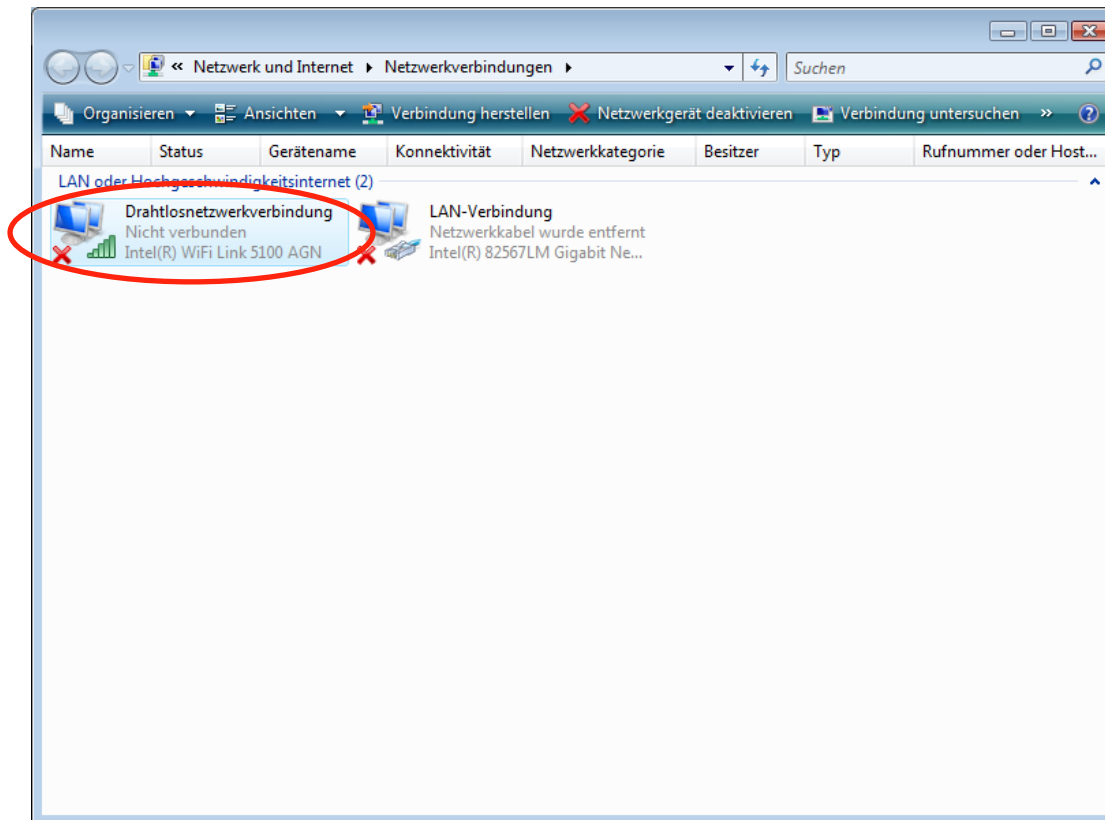 « Netzwerk und Internet Netzwerkverbindungen Suchen
Organisieren Ansichten Verbindung herstellen Netzwerkgerät deaktivieren Verbindung untersuchen » ?
Name Status Gerätename Konnektivität Netzwerkkategorie Besitzer Typ Rufnummer oder Host...
LAN oder Hochgeschwindigkeitsinternet (2)
Drahtlosnetzwerkverbindung
Nicht verbunden
Intel(R) WiFi Link 5100 AGN
LAN-Verbindung
Netzwerkkabel wurde entfernt
Intel(R) 82567LM Gigabit Ne...